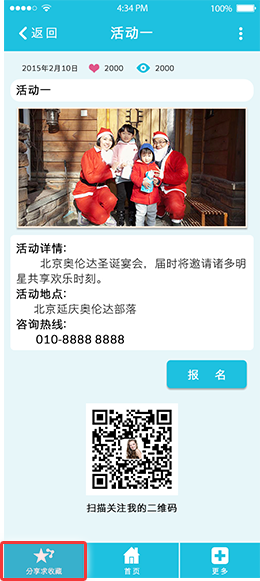 4:34 PM
100%
返回
活动一
2015年2月10日
2000
2000
活动一
活动详情:
北京奥伦达圣诞宴会，届时将邀请诸多明
星共享欢乐时刻。
活动地点:
北京延庆奥伦达部落
咨询热线:
010-8888 8888
报 名
扫描关注我的二维码
分享求收藏
首页
更多